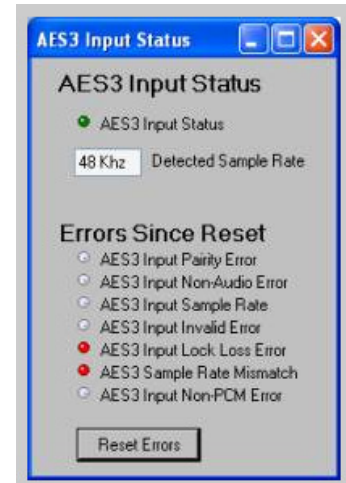 AES3 Input Status
AES3 Input Status
AES3 Input Status
48 Khz Detected Sample Rate
Errors Since Reset
AES3 Input Pairity Error
AES3 Input Non-Audio Error
AES3 Input Sample Rate
AES3 Input Invalid Error
AES3 Input Lock Loss Error
AES3 Sample Rate Mismatch
AES3 Input Non-PCM Error
Reset Errors